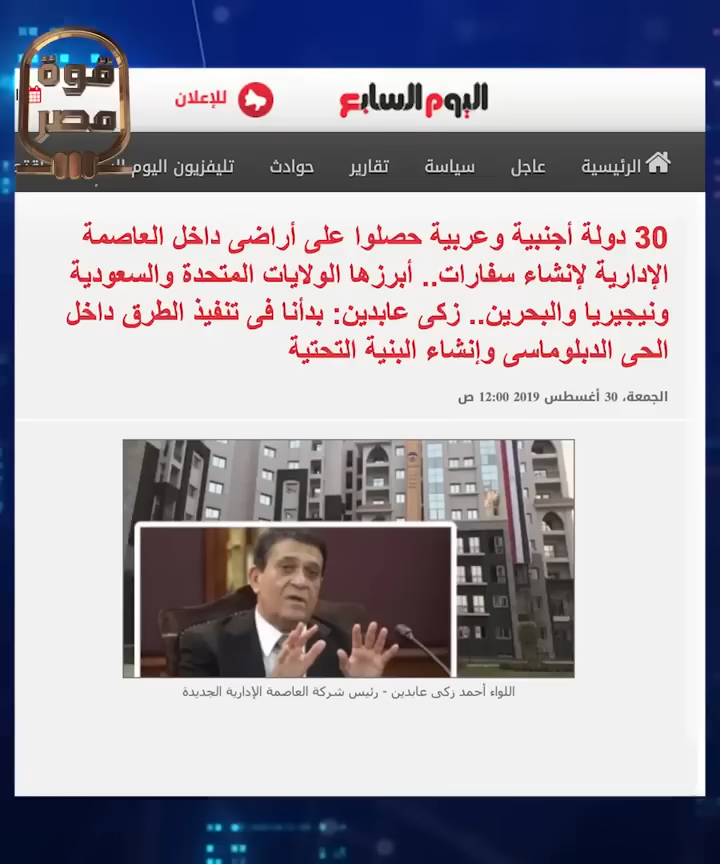 قوة
مصر
اليوم السابع
للإعلان
الرئيسية عاجل سياسة تقارير حوادث تليفزيون اليوم
30 دولة أجنبية وعربية حصلوا على أراضى داخل العاصمة
الإدارية لإنشاء سفارات.. أبرزها الولايات المتحدة والسعودية
ونيجيريا والبحرين.. زكى عابدين: بدأنا فى تنفيذ الطرق داخل
الحى الدبلوماسى وإنشاء البنية التحتية
الجمعة، 30 أغسطس 2019 12:00 ص
اللواء أحمد زكى عابدين - رئيس شركة العاصمة الإدارية الجديدة